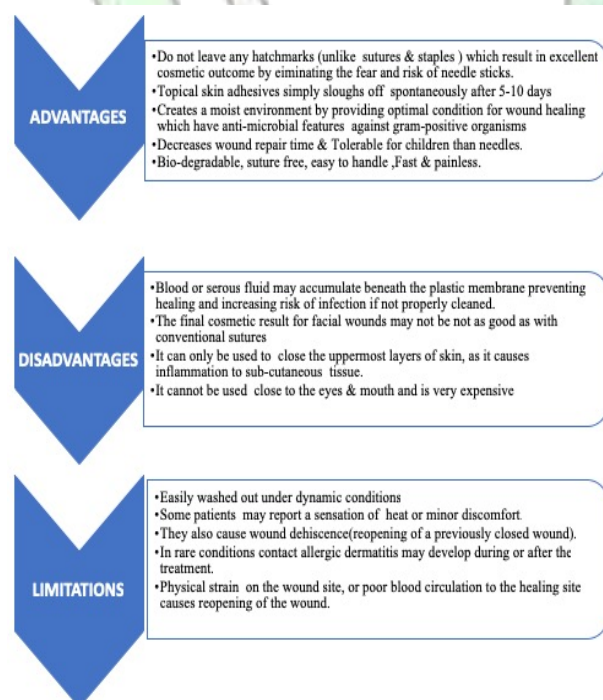 ADVANTAGES
•Do not leave any hatchmarks (unlike sutures & staples ) which result in excellent
cosmetic outcome by eiminating the fear and risk of needle sticks.
•Topical skin adhesives simply sloughs off spontaneously after 5-10 days
•Creates a moist environment by providing optimal condition for wound healing
which have anti-microbial features against gram-positive organisms
•Decreases wound repair time & Tolerable for children than needles.
•Bio-degradable, suture free, easy to handle ,Fast & painless.
DISADVANTAGES
•Blood or serous fluid may accumulate beneath the plastic membrane preventing
healing and increasing risk of infection if not properly cleaned.
•The final cosmetic result for facial wounds may not be not as good as with
conventional sutures
•It can only be used to close the uppermost layers of skin, as it causes
inflammation to sub-cutaneous tissue.
•It cannot be used close to the eyes & mouth and is very expensive
LIMITATIONS
•Easily washed out under dynamic conditions
•Some patients may report a sensation of heat or minor discomfort.
•They also cause wound dehiscence(reopening of a previously closed wound).
•In rare conditions contact allergic dermatitis may develop during or after the
treatment.
•Physical strain on the wound site, or poor blood circulation to the healing site
causes reopening of the wound.